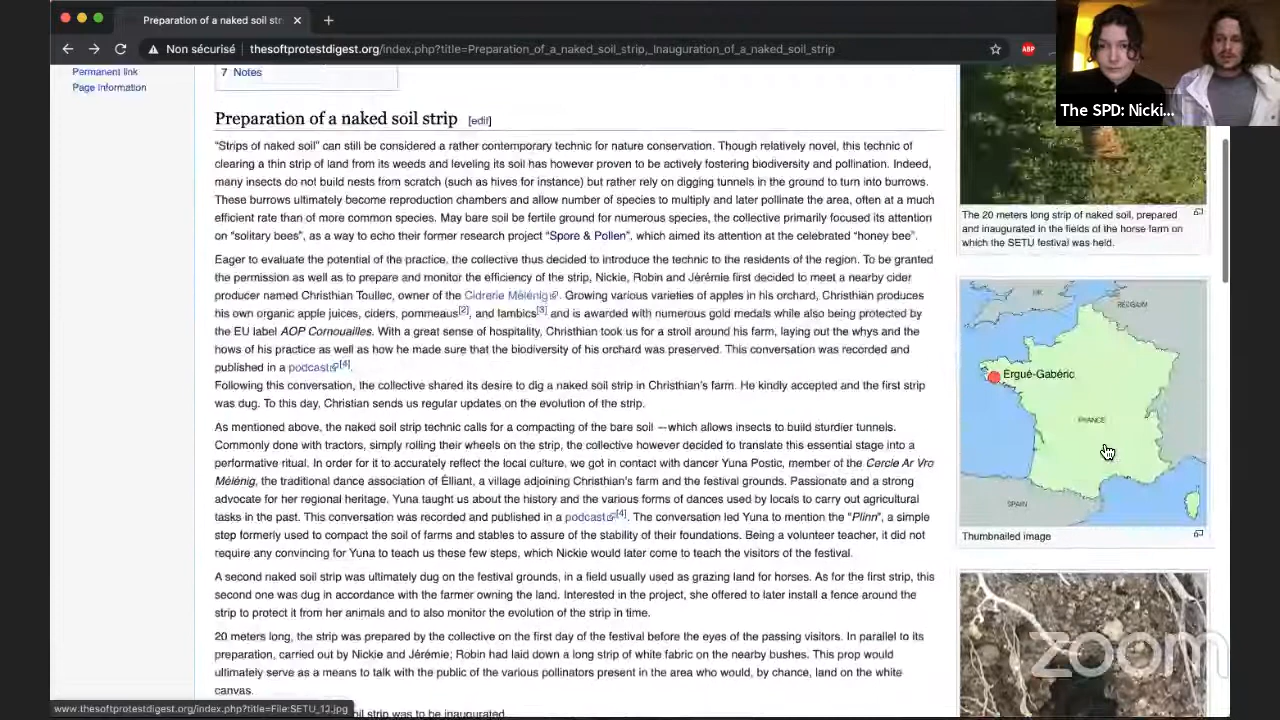 Preparation of a naked soil str
Non sécurisé
thesoftprotestdigest.org/index.php?title=Preparation_of_a_naked_soil_strip,_Inauguration_of_a_naked_soil_strip
ABP
The SPD: Nicki...
Permanent link
Page information
7 Notes
Preparation of a naked soil strip [edit]
"Strips of naked soil" can still be considered a rather contemporary technic for nature conservation. Though relatively novel, this technic of
clearing a thin strip of land from its weeds and leveling its soil has however proven to be actively fostering biodiversity and pollination. Indeed,
many insects do not build nests from scratch (such as hives for instance) but rather rely on digging tunnels in the ground to turn into burrows.
These burrows ultimately become reproduction chambers and allow number of species to multiply and later pollinate the area, often at a much
efficient rate than of more common species. May bare soil be fertile ground for numerous species, the collective primarily focused its attention
on "solitary bees", as a way to echo their former research project "Spore & Pollen", which aimed its attention at the celebrated "honey bee".
Eager to evaluate the potential of the practice, the collective thus decided to introduce the technic to the residents of the region. To be granted
the permission as well as to prepare and monitor the efficiency of the strip, Nickie, Robin and Jérémie first decided to meet a nearby cider
producer named Christhian Toullec, owner of the Cidrerie Mélénig. Growing various varieties of apples in his orchard, Christhian produces
his own organic apple juices, ciders, pommeaus[2], and lambics[3] and is awarded with numerous gold medals while also being protected by
the EU label AOP Cornouailles. With a great sense of hospitality, Christhian took us for a stroll around his farm, laying out the whys and the
hows of his practice as well as how he made sure that the biodiversity of his orchard was preserved. This conversation was recorded and
published in a podcast[4].
Following this conversation, the collective shared its desire to dig a naked soil strip in Christhian's farm. He kindly accepted and the first strip
was dug. To this day, Christian sends us regular updates on the evolution of the strip.
As mentioned above, the naked soil strip technic calls for a compacting of the bare soil —which allows insects to build sturdier tunnels.
Commonly done with tractors, simply rolling their wheels on the strip, the collective however decided to translate this essential stage into a
performative ritual. In order for it to accurately reflect the local culture, we got in contact with dancer Yuna Postic, member of the Cercle Ar Vro
Mélénig, the traditional dance association of Élliant, a village adjoining Christhian's farm and the festival grounds. Passionate and a strong
advocate for her regional heritage. Yuna taught us about the history and the various forms of dances used by locals to carry out agricultural
tasks in the past. This conversation was recorded and published in a podcast[4]. The conversation led Yuna to mention the "Plinn", a simple
step formerly used to compact the soil of farms and stables to assure of the stability of their foundations. Being a volunteer teacher, it did not
require any convincing for Yuna to teach us these few steps, which Nickie would later come to teach the visitors of the festival.
A second naked soil strip was ultimately dug on the festival grounds, in a field usually used as grazing land for horses. As for the first strip, this
second one was dug in accordance with the farmer owning the land. Interested in the project, she offered to later install a fence around the
strip to protect it from her animals and to also monitor the evolution of the strip in time.
20 meters long, the strip was prepared by the collective on the first day of the festival before the eyes of the passing visitors. In parallel to its
preparation, carried out by Nickie and Jérémie; Robin had laid down a long strip of white fabric on the nearby bushes. This prop would
ultimately serve as a means to talk with the public of the various pollinators present in the area who would, by chance, land on the white
canvas.
oil strip was to be inaugurated
The 20 meters long strip of naked soil, prepared
and inaugurated in the fields of the horse farm on
which the SETU festival was held.
UK
BELGIUM
Ergué-Gabéric
FRANCE
SPAIN
Thumbnailed image
zoom
www.thesoftprotestdigest.org/index.php?title=File:SETU_12.jpg